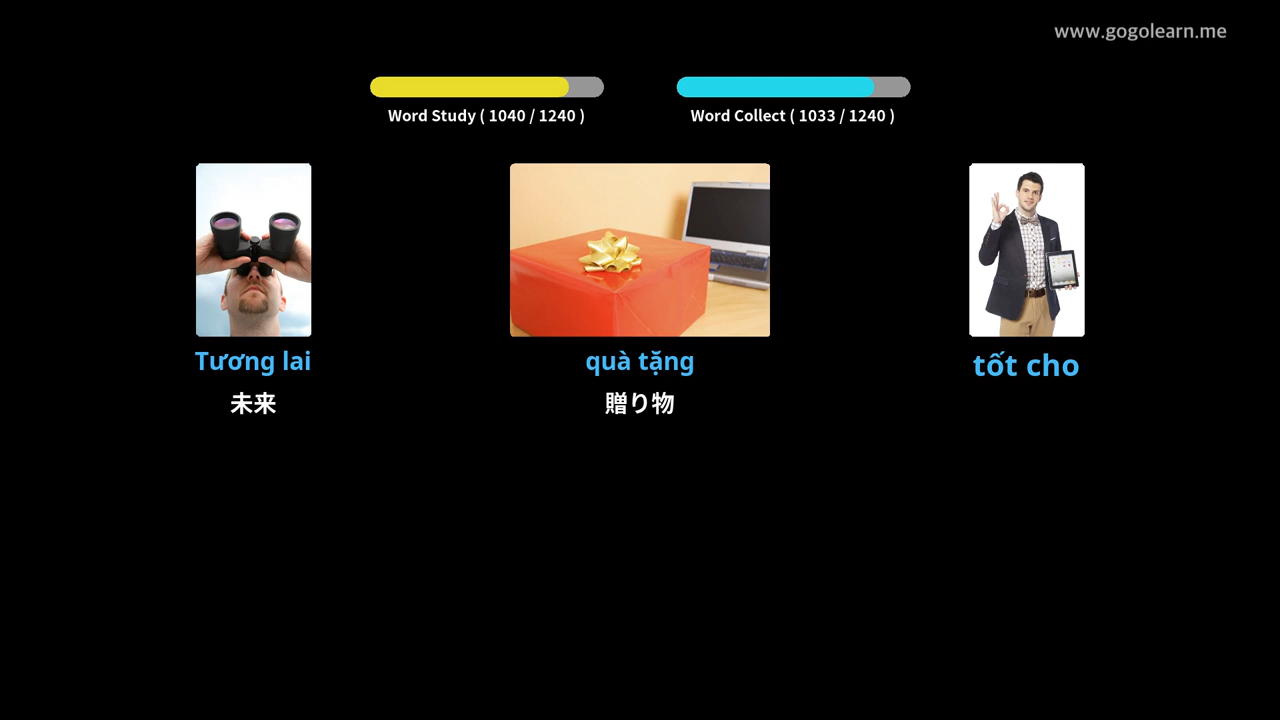 www.gogolearn.me
Word Study ( 1040 / 1240 )
Word Collect ( 1033 / 1240 )
Tương lai
未来
quà tặng
贈り物
tốt cho